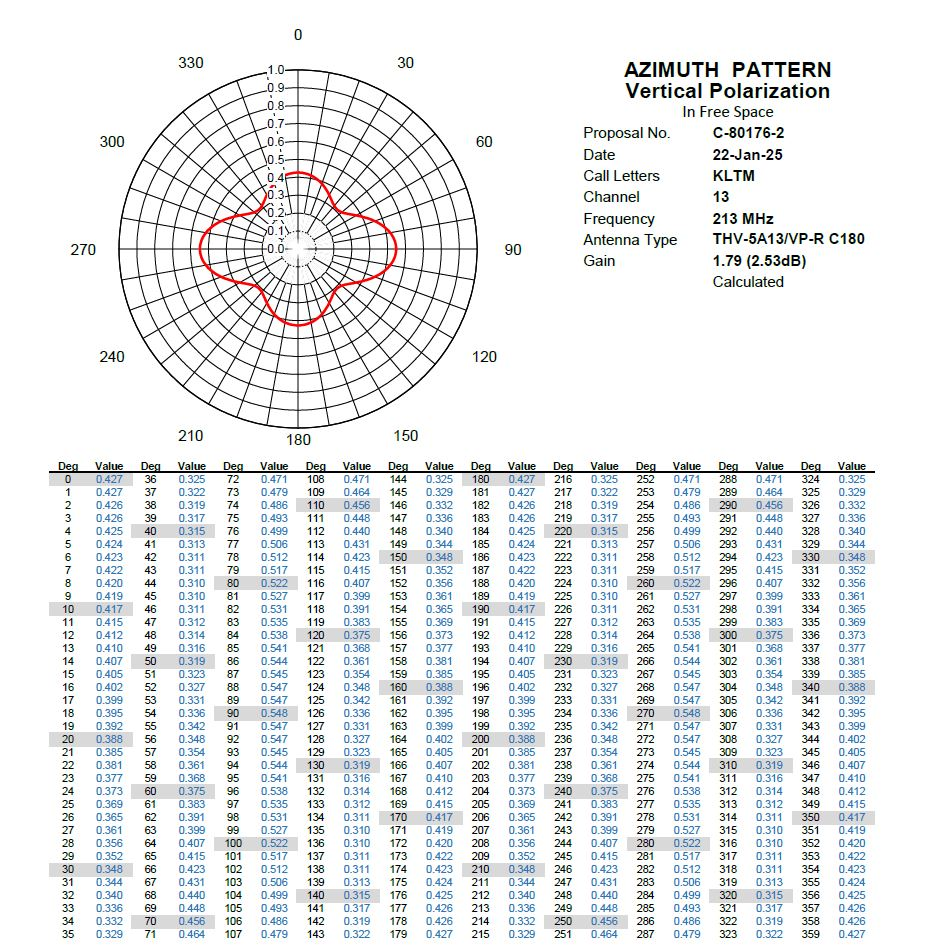 0
330
30
1.0
0.9
0.8
0.7
300
0.6
60
0.5
0.4
0.3
0.2
0.1
270
0.0
90
240
120
210
180
150
AZIMUTH PATTERN
Vertical Polarization
In Free Space
Proposal No. C-80176-2
Date 22-Jan-25
Call Letters KLTM
Channel 13
Frequency 213 MHz
Antenna Type THV-5A13/VP-R C180
Gain 1.79 (2.53dB)
Calculated
Deg Value Deg Value Deg Value Deg Value Deg Value Deg Value Deg Value Deg Value Deg Value Deg Value
0 0.427 36 0.325 72 0.471 108 0.471 144 0.325 180 0.427 216 0.325 252 0.471 288 0.471 324 0.325
1 0.427 37 0.322 73 0.479 109 0.464 145 0.329 181 0.427 217 0.322 253 0.479 289 0.464 325 0.329
2 0.426 38 0.319 74 0.486 110 0.456 146 0.332 182 0.426 218 0.319 254 0.486 290 0.456 326 0.332
3 0.426 39 0.317 75 0.493 111 0.448 147 0.336 183 0.426 219 0.317 255 0.493 291 0.448 327 0.336
4 0.425 40 0.315 76 0.499 112 0.440 148 0.340 184 0.425 220 0.315 256 0.499 292 0.440 328 0.340
5 0.424 41 0.313 77 0.506 113 0.431 149 0.344 185 0.424 221 0.313 257 0.506 293 0.431 329 0.344
6 0.423 42 0.311 78 0.512 114 0.423 150 0.348 186 0.423 222 0.311 258 0.512 294 0.423 330 0.348
7 0.422 43 0.311 79 0.517 115 0.415 151 0.352 187 0.422 223 0.311 259 0.517 295 0.415 331 0.352
8 0.420 44 0.310 80 0.522 116 0.407 152 0.356 188 0.420 224 0.310 260 0.522 296 0.407 332 0.356
9 0.419 45 0.310 81 0.527 117 0.399 153 0.361 189 0.419 225 0.310 261 0.527 297 0.399 333 0.361
10 0.417 46 0.311 82 0.531 118 0.391 154 0.365 190 0.417 226 0.311 262 0.531 298 0.391 334 0.365
11 0.415 47 0.312 83 0.535 119 0.383 155 0.369 191 0.415 227 0.312 263 0.535 299 0.383 335 0.369
12 0.412 48 0.314 84 0.538 120 0.375 156 0.373 192 0.412 228 0.314 264 0.538 300 0.375 336 0.373
13 0.410 49 0.316 85 0.541 121 0.368 157 0.377 193 0.410 229 0.316 265 0.541 301 0.368 337 0.377
14 0.407 50 0.319 86 0.544 122 0.361 158 0.381 194 0.407 230 0.319 266 0.544 302 0.361 338 0.381
15 0.405 51 0.323 87 0.545 123 0.354 159 0.385 195 0.405 231 0.323 267 0.545 303 0.354 339 0.385
16 0.402 52 0.327 88 0.547 124 0.348 160 0.388 196 0.402 232 0.327 268 0.547 304 0.348 340 0.388
17 0.399 53 0.331 89 0.547 125 0.342 161 0.392 197 0.399 233 0.331 269 0.547 305 0.342 341 0.392
18 0.395 54 0.336 90 0.548 126 0.336 162 0.395 198 0.395 234 0.336 270 0.548 306 0.336 342 0.395
19 0.392 55 0.342 91 0.547 127 0.331 163 0.399 199 0.392 235 0.342 271 0.547 307 0.331 343 0.399
20 0.388 56 0.348 92 0.547 128 0.327 164 0.402 200 0.388 236 0.348 272 0.547 308 0.327 344 0.402
21 0.385 57 0.354 93 0.545 129 0.323 165 0.405 201 0.385 237 0.354 273 0.545 309 0.323 345 0.405
22 0.381 58 0.361 94 0.544 130 0.319 166 0.407 202 0.381 238 0.361 274 0.544 310 0.319 346 0.407
23 0.377 59 0.368 95 0.541 131 0.316 167 0.410 203 0.377 239 0.368 275 0.541 311 0.316 347 0.410
24 0.373 60 0.375 96 0.538 132 0.314 168 0.412 204 0.373 240 0.375 276 0.538 312 0.314 348 0.412
25 0.369 61 0.383 97 0.535 133 0.312 169 0.415 205 0.369 241 0.383 277 0.535 313 0.312 349 0.415
26 0.365 62 0.391 98 0.531 134 0.311 170 0.417 206 0.365 242 0.391 278 0.531 314 0.311 350 0.417
27 0.361 63 0.399 99 0.527 135 0.310 171 0.419 207 0.361 243 0.399 279 0.527 315 0.310 351 0.419
28 0.356 64 0.407 100 0.522 136 0.310 172 0.420 208 0.356 244 0.407 280 0.522 316 0.310 352 0.420
29 0.352 65 0.415 101 0.517 137 0.311 173 0.422 209 0.352 245 0.415 281 0.517 317 0.311 353 0.422
30 0.348 66 0.423 102 0.512 138 0.311 174 0.423 210 0.348 246 0.423 282 0.512 318 0.311 354 0.423
31 0.344 67 0.431 103 0.506 139 0.313 175 0.424 211 0.344 247 0.431 283 0.506 319 0.313 355 0.424
32 0.340 68 0.440 104 0.499 140 0.315 176 0.425 212 0.340 248 0.440 284 0.499 320 0.315 356 0.425
33 0.336 69 0.448 105 0.493 141 0.317 177 0.426 213 0.336 249 0.448 285 0.493 321 0.317 357 0.426
34 0.332 70 0.456 106 0.486 142 0.319 178 0.426 214 0.332 250 0.456 286 0.486 322 0.319 358 0.426
35 0.329 71 0.464 107 0.479 143 0.322 179 0.427 215 0.329 251 0.464 287 0.479 323 0.322 359 0.427